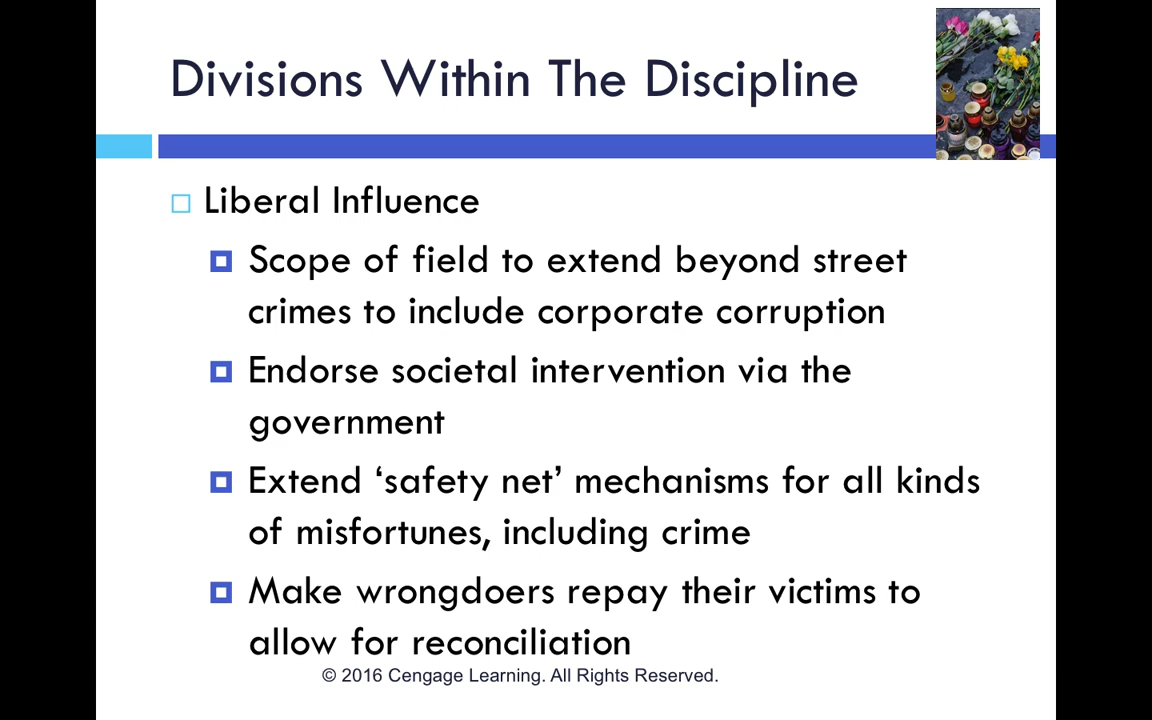 Divisions Within The Discipline
Liberal Influence
Scope of field to extend beyond street
crimes to include corporate corruption
Endorse societal intervention via the
government
Extend ‘safety net’ mechanisms for all kinds
of misfortunes, including crime
Make wrongdoers repay their victims to
allow for reconciliation
© 2016 Cengage Learning. All Rights Reserved.